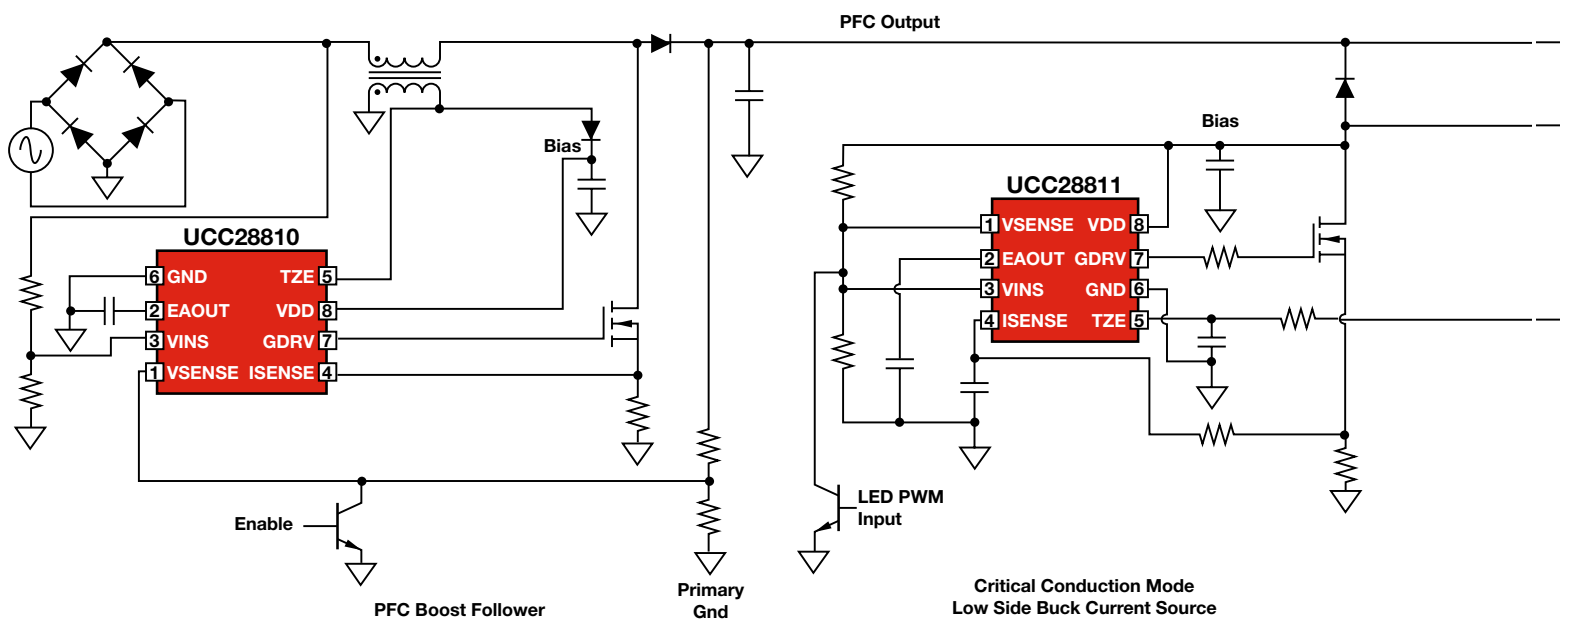 PFC Output
Bias
Bias
UCC28810
6 GND TZE 5
2 EAOUT VDD 8
3 VINS GDRV 7
1 VSENSE ISENSE 4
UCC28811
1 VSENSE VDD 8
2 EAOUT GDRV 7
3 VINS GND 6
4 ISENSE TZE 5
Enable
LED PWM
Input
Primary
Gnd
PFC Boost Follower
Critical Conduction Mode
Low Side Buck Current Source